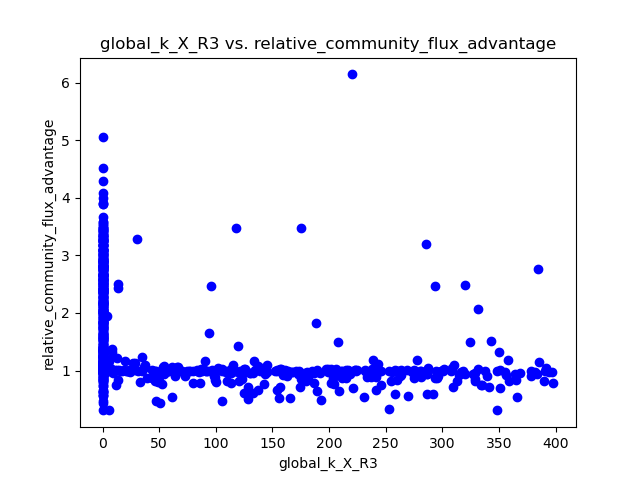 global_k_X_R3 vs. relative_community_flux_advantage
relative_community_flux_advantage
6
5
4
3
2
1
0 50 100 150 200 250 300 350 400
global_k_X_R3